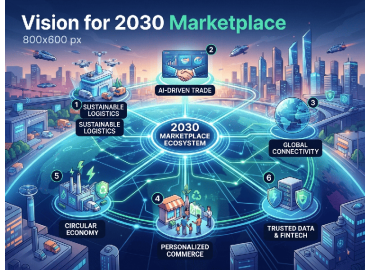 Vision for 2030 Marketplace
800x600 px
2
AI-DRIVEN TRADE
1
SUSTAINABLE
LOGISTICS
SUSTAINABLE
LOGISTICS
3
GLOBAL
CONNECTIVITY
2030
MARKETPLACE
ECOSYSTEM
5
CIRCULAR
ECONOMY
4
PERSONALIZED
COMMERCE
6
TRUSTED DATA
& FINTECH